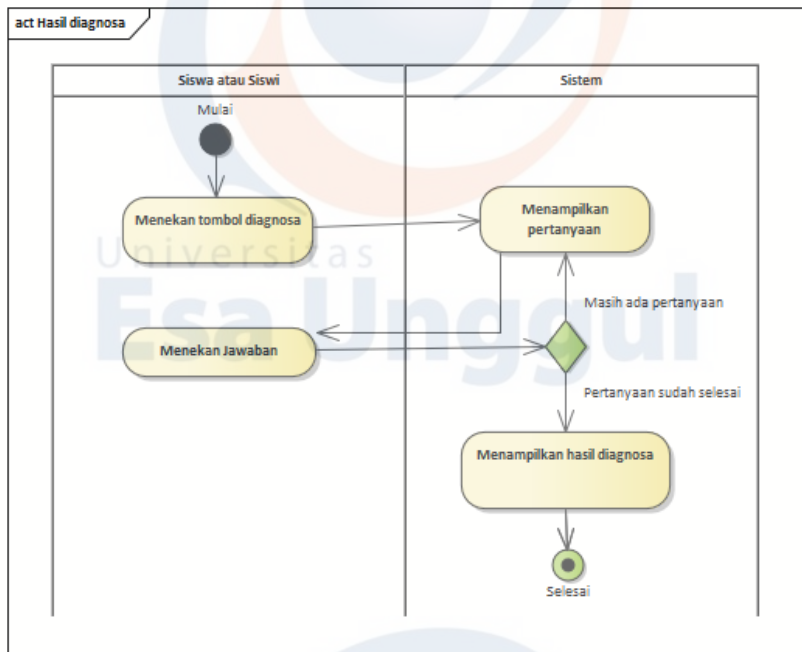 act Hasil diagnosa
Siswa atau Siswi
Sistem
Mulai
Menekan tombol diagnosa
Menampilkan
pertanyaan
Universitas
Esa Unggul
Masih ada pertanyaan
Menekan Jawaban
Pertanyaan sudah selesai
Menampilkan hasil diagnosa
Selesai